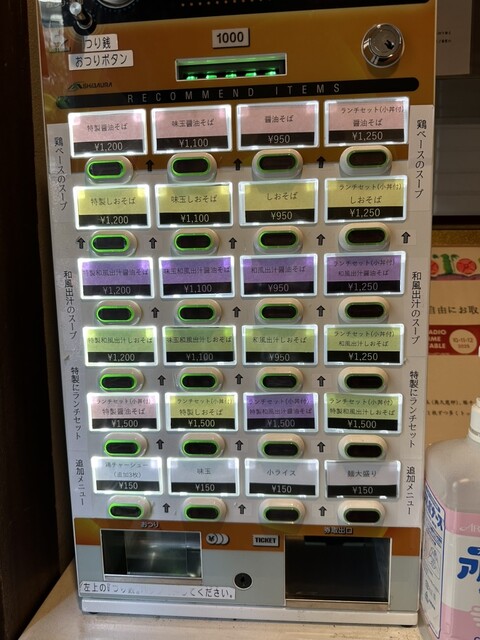 つり銭
おつりボタン
1000
SHIBAURA
RECOMMEND ITEMS
鶏ベースのスープ
特製醤油そば
¥1,200
味玉醤油そば
¥1,100
醤油そば
¥950
ランチセット(小丼付)
醤油そば
¥1,250
鶏ベースのスープ
特製しおそば
¥1,200
味玉しおそば
¥1,100
しおそば
¥950
ランチセット(小丼付)
しおそば
¥1,250
和風出汁のスープ
特製和風出汁醤油そば
¥1,200
味玉和風出汁醤油そば
¥1,100
和風出汁醤油そば
¥950
ランチセット(小丼付)
和風出汁醤油そば
¥1,250
和風出汁のスープ
特製和風出汁しおそば
¥1,200
味玉和風出汁しおそば
¥1,100
和風出汁しおそば
¥950
ランチセット(小丼付)
和風出汁しおそば
¥1,250
特製にランチセット
ランチセット(小丼付)
特製醤油そば
¥1,500
ランチセット(小丼付)
特製しおそば
¥1,500
ランチセット(小丼付)
特製和風出汁醤油そば
¥1,500
ランチセット(小丼付)
特製和風出汁しおそば
¥1,500
特製にランチセット
追加メニュー
鶏チャーシュー
¥150
味玉
¥150
小ライス
¥150
麺大盛り
¥150
追加メニュー
おつり
TICKET
券取出口
左上の
てください。
自由にお取